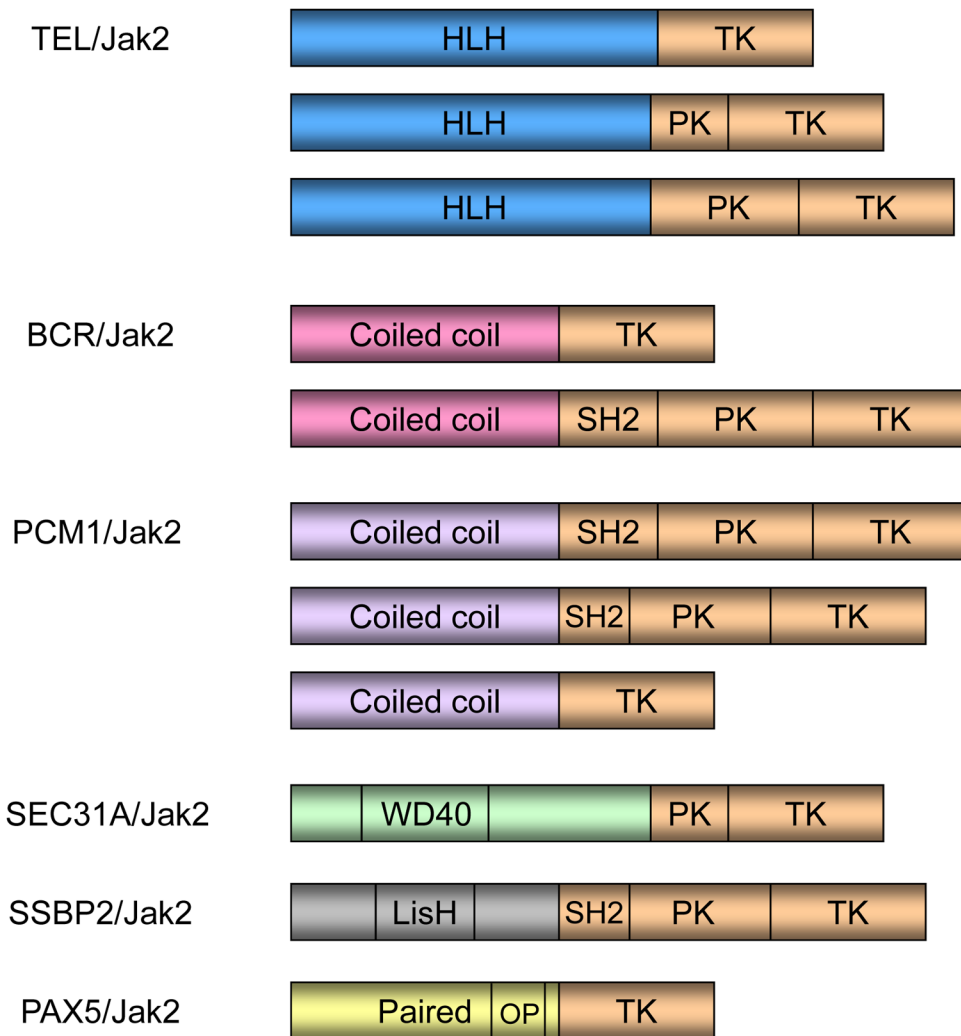 TEL/Jak2 HLH TK
HLH PK TK
HLH PK TK
BCR/Jak2 Coiled coil TK
Coiled coil SH2 PK TK
PCM1/Jak2 Coiled coil SH2 PK TK
Coiled coil SH2 PK TK
Coiled coil TK
SEC31A/Jak2 WD40 PK TK
SSBP2/Jak2 LisH SH2 PK TK
PAX5/Jak2 Paired OP TK